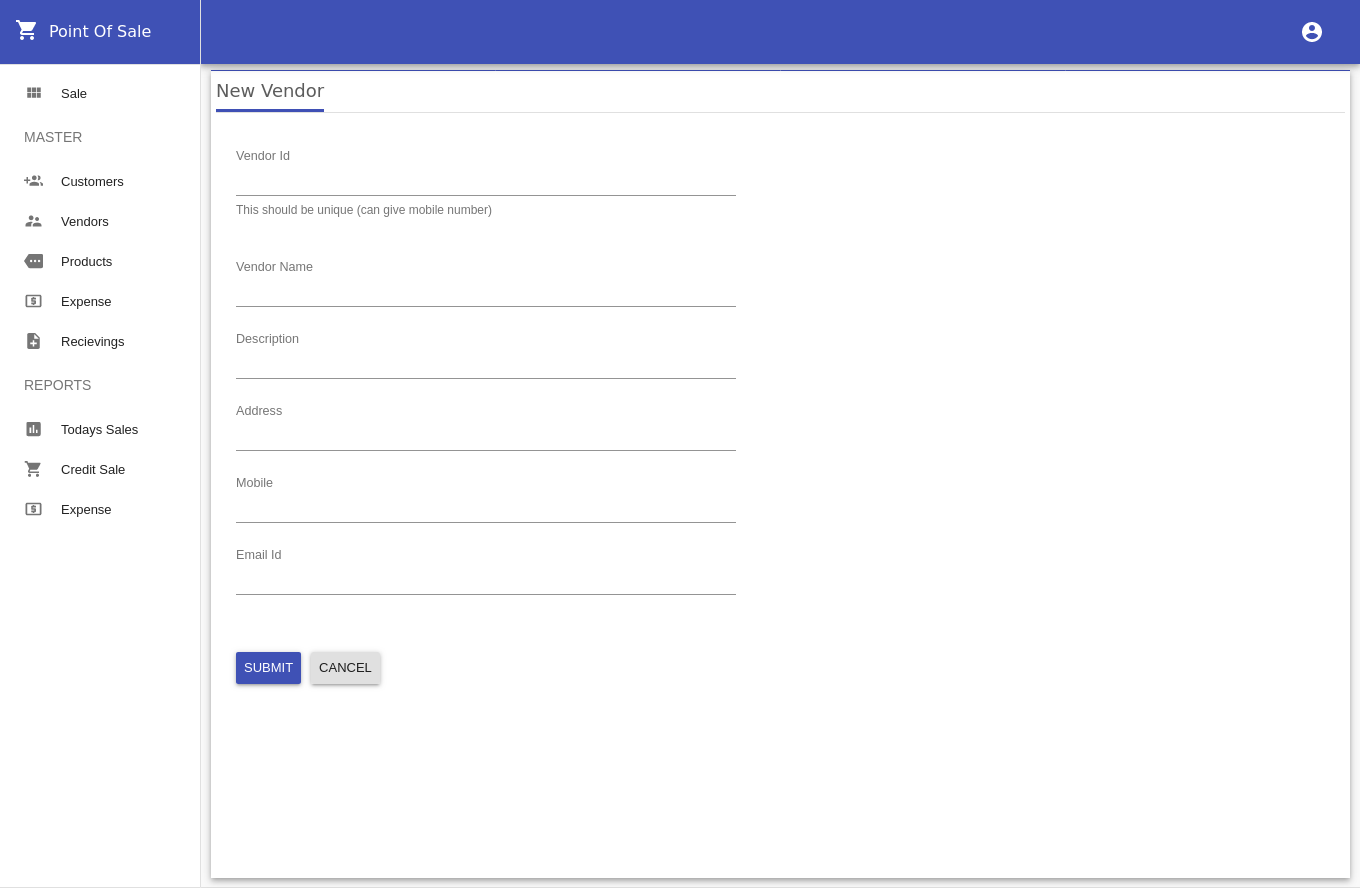 Point Of Sale
Sale
MASTER
Customers
Vendors
Products
Expense
Recievings
REPORTS
Todays Sales
Credit Sale
Expense
New Vendor
Vendor Id
This should be unique (can give mobile number)
Vendor Name
Description
Address
Mobile
Email Id
SUBMIT CANCEL